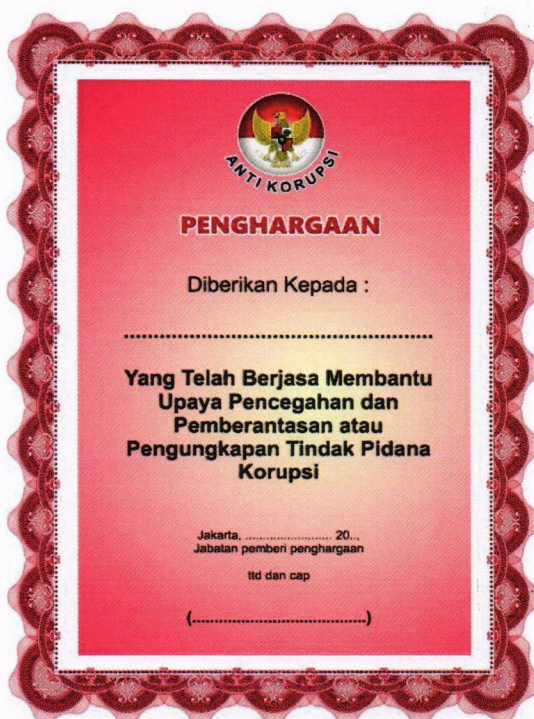 ANTI KORUPSI
PENGHARGAAN
Diberikan Kepada :
............................................................
Yang Telah Berjasa Membantu
Upaya Pencegahan dan
Pemberantasan atau
Pengungkapan Tindak Pidana
Korupsi
Jakarta, .......................... 20..,
Jabatan pemberi penghargaan
ttd dan cap
(.......................................)